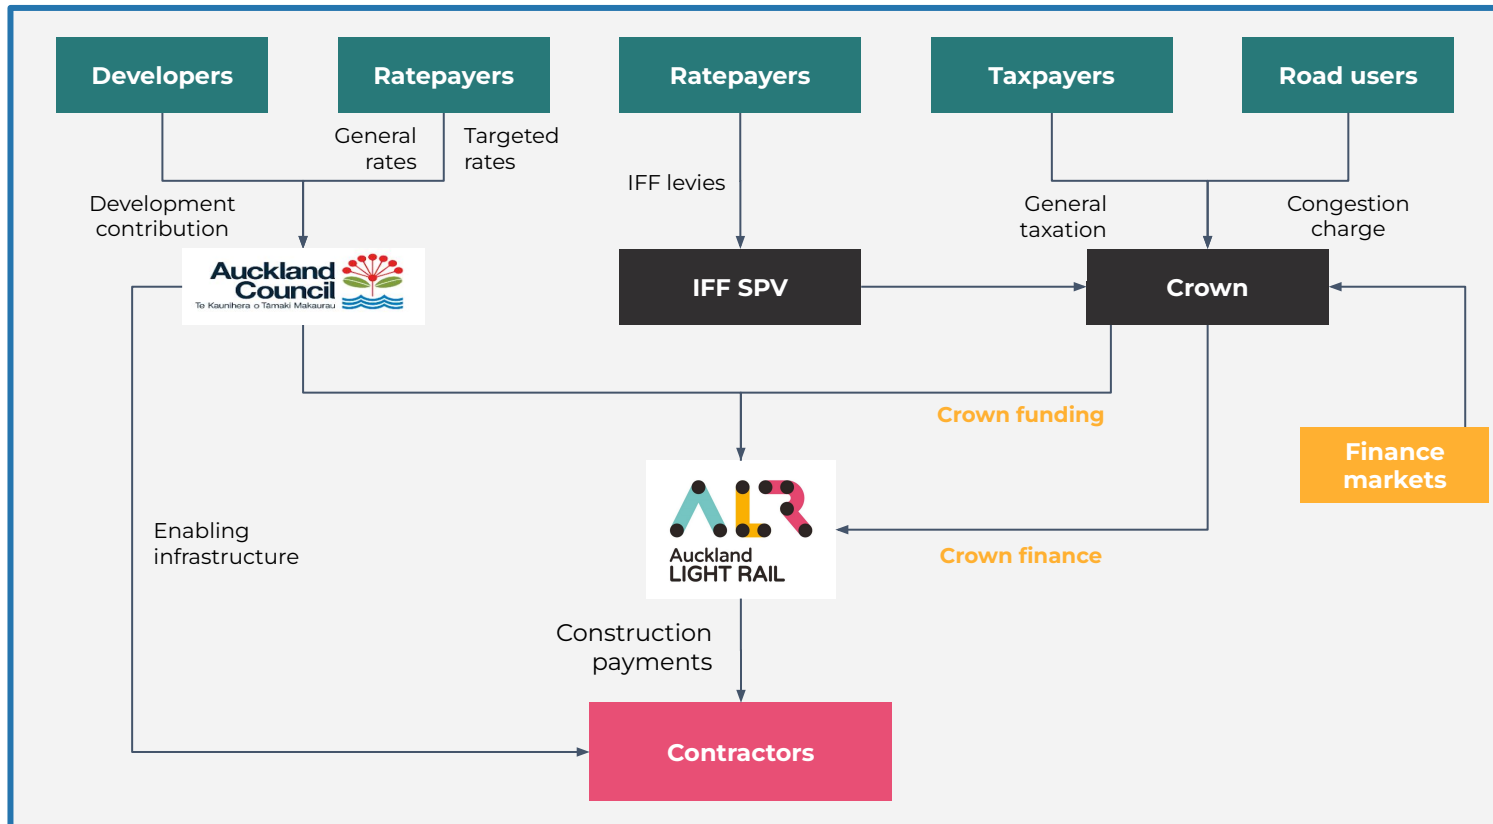 Developers
Ratepayers
Ratepayers
Taxpayers
Road users
General
rates
Targeted
rates
Development
contribution
IFF levies
General
taxation
Congestion
charge
Auckland
Council
Te Kaunihera o Tāmaki Makaurau
IFF SPV
Crown
Crown funding
Finance
markets
Enabling
infrastructure
ALR
Auckland
LIGHT RAIL
Crown finance
Construction
payments
Contractors